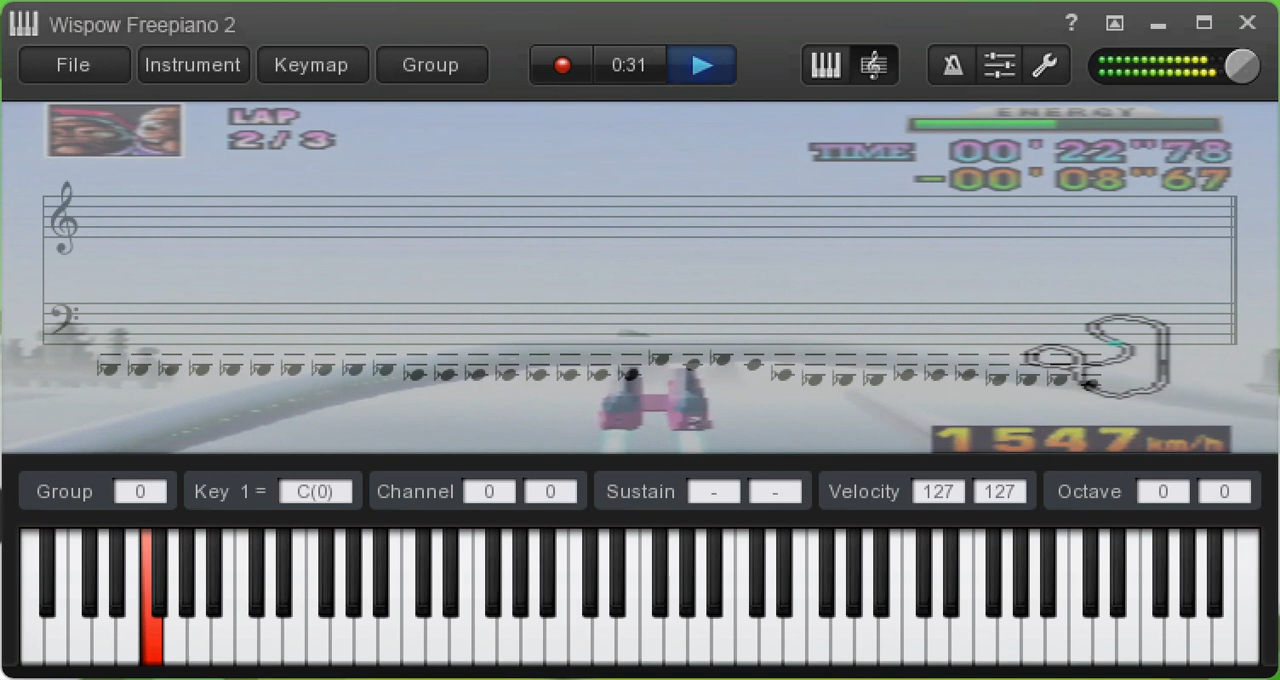 Wispow Freepiano 2
?
File Instrument Keymap Group 0:31
LAP
2/3
ENERGY
TIME 00'22"78
-00'08"67
1547 km/h
Group 0 Key 1 = C(0) Channel 0 0 Sustain - - Velocity 127 127 Octave 0 0